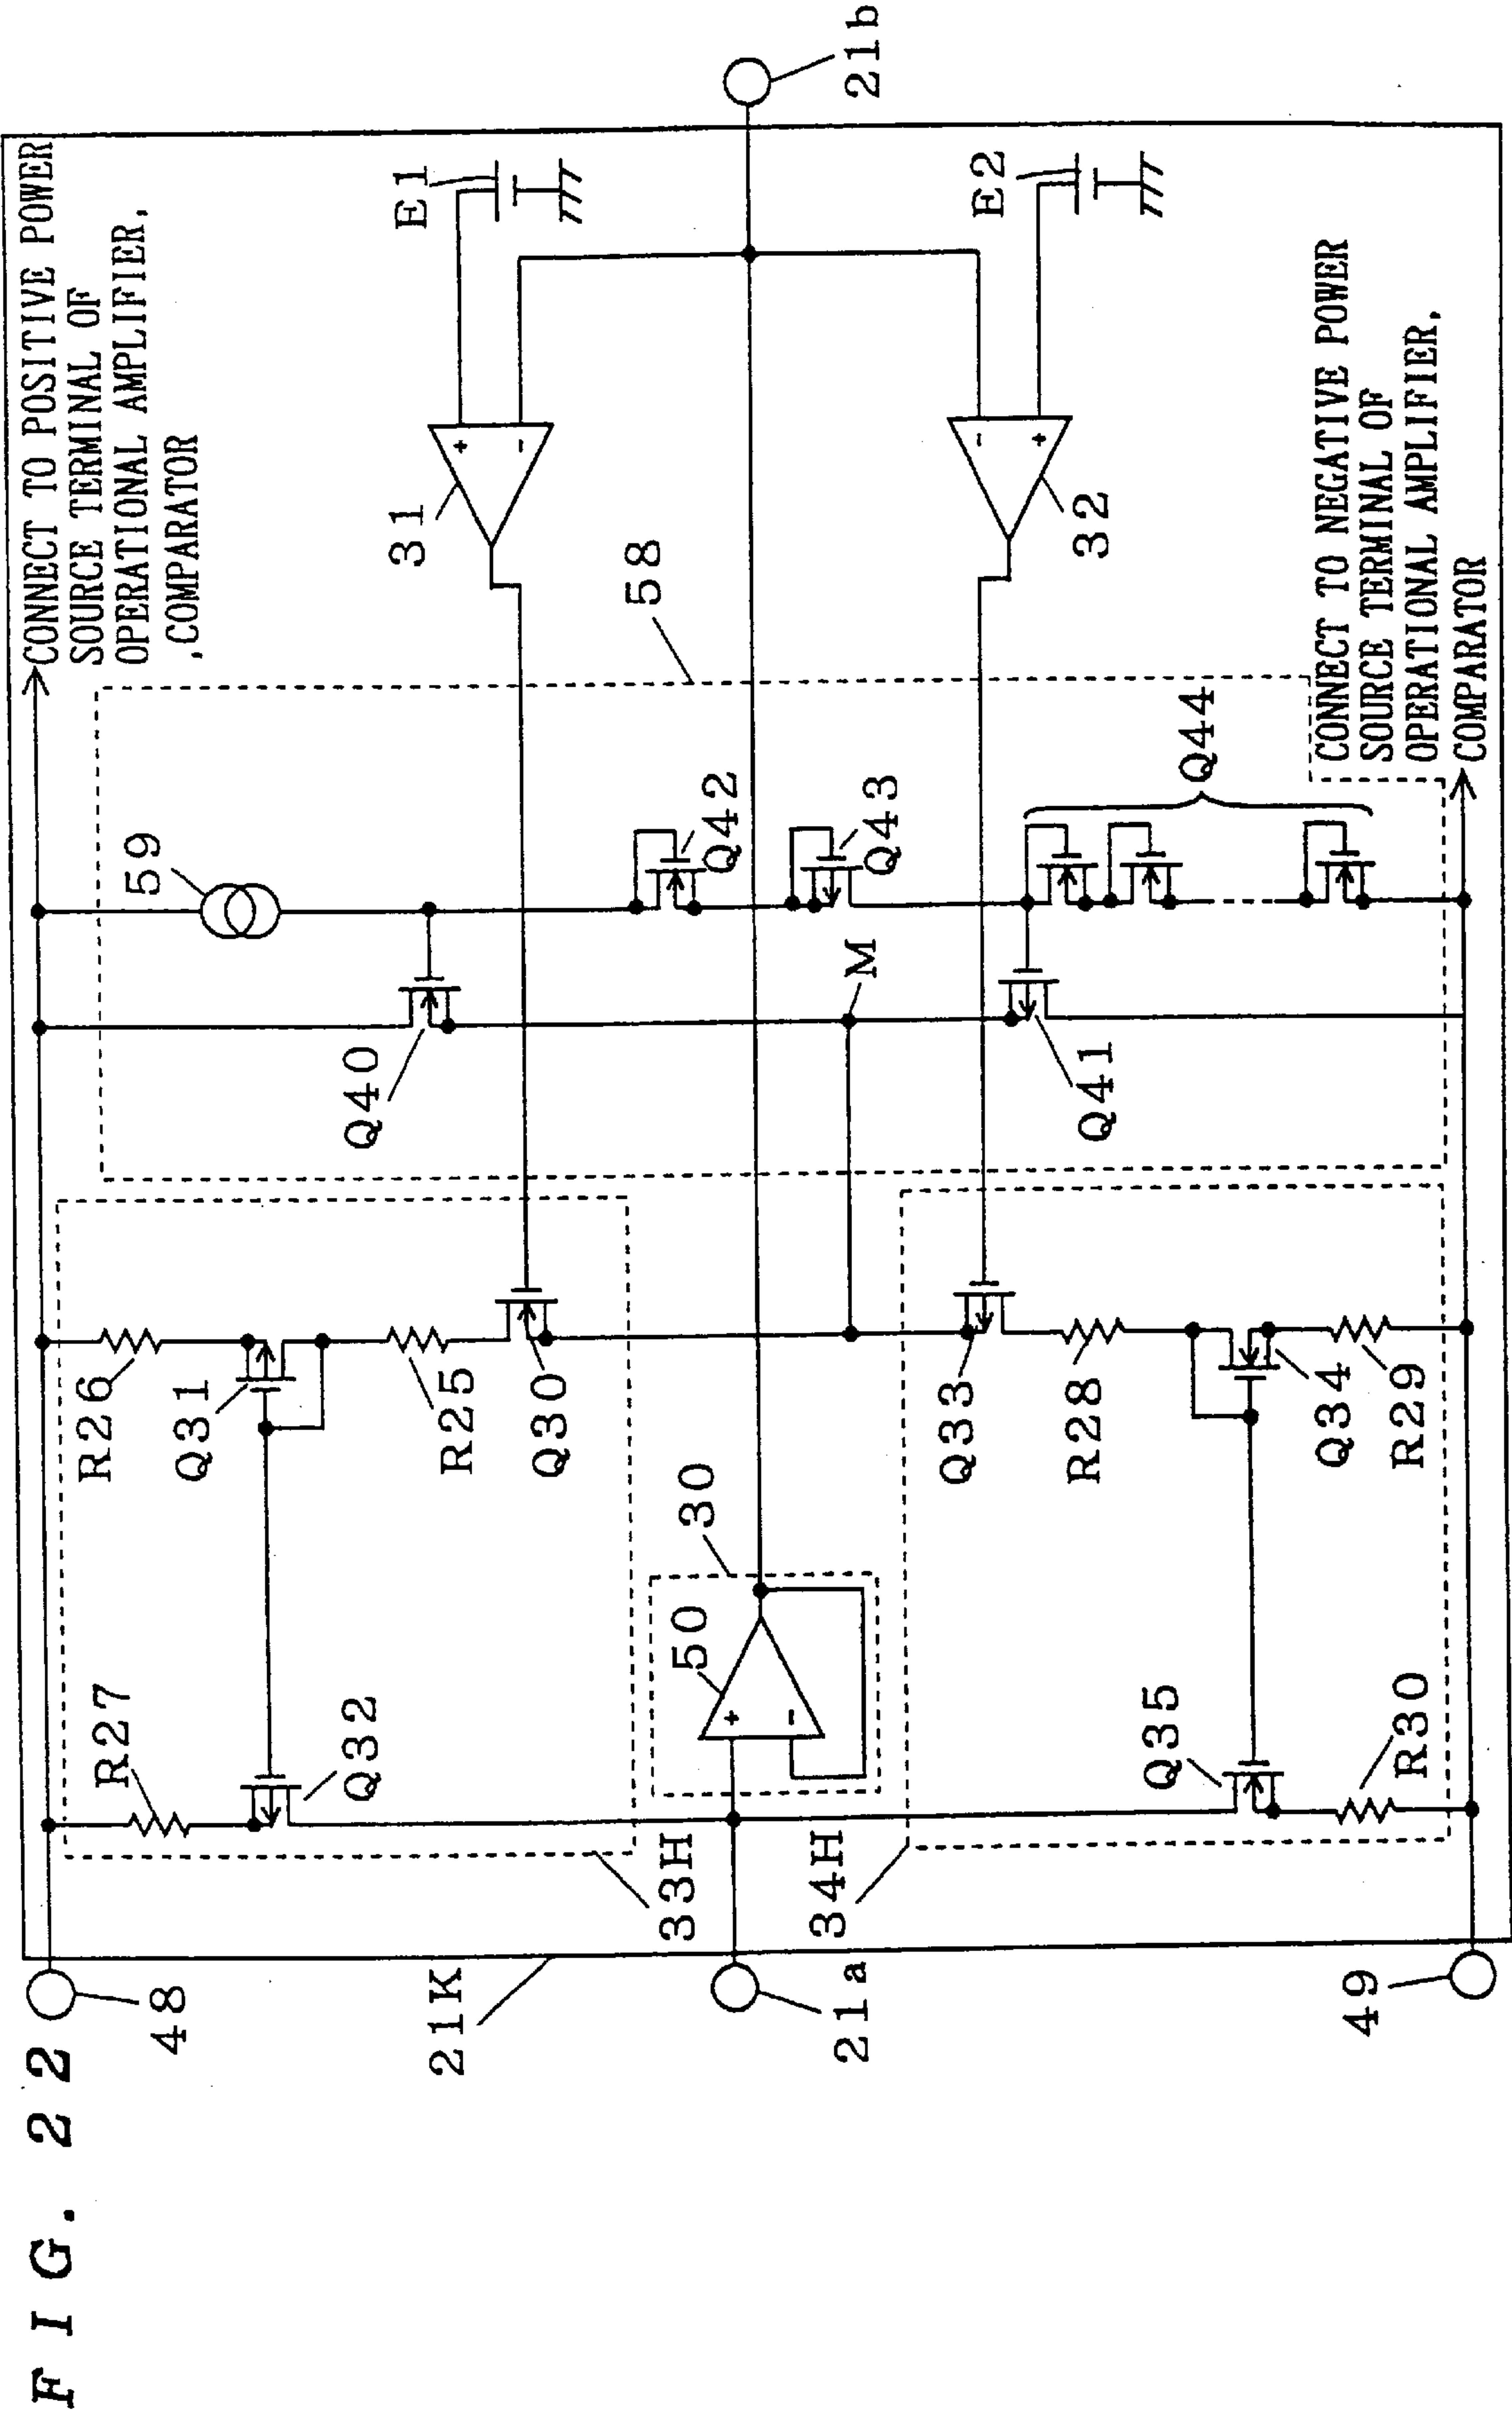 FIG. 22
CONNECT TO POSITIVE POWER
SOURCE TERMINAL OF
OPERATIONAL AMPLIFIER,
,COMPARATOR
48
R27
R26
59
Q31
Q32
R25
Q40
31
E1
Q30
33H
21K
58
Q42
50
30
21a
21b
M
Q43
34H
Q33
32
E2
R28
Q41
Q35
Q44
Q34
R30
R29
49
CONNECT TO NEGATIVE POWER
SOURCE TERMINAL OF
OPERATIONAL AMPLIFIER,
COMPARATOR
+
-
-
+
+
-